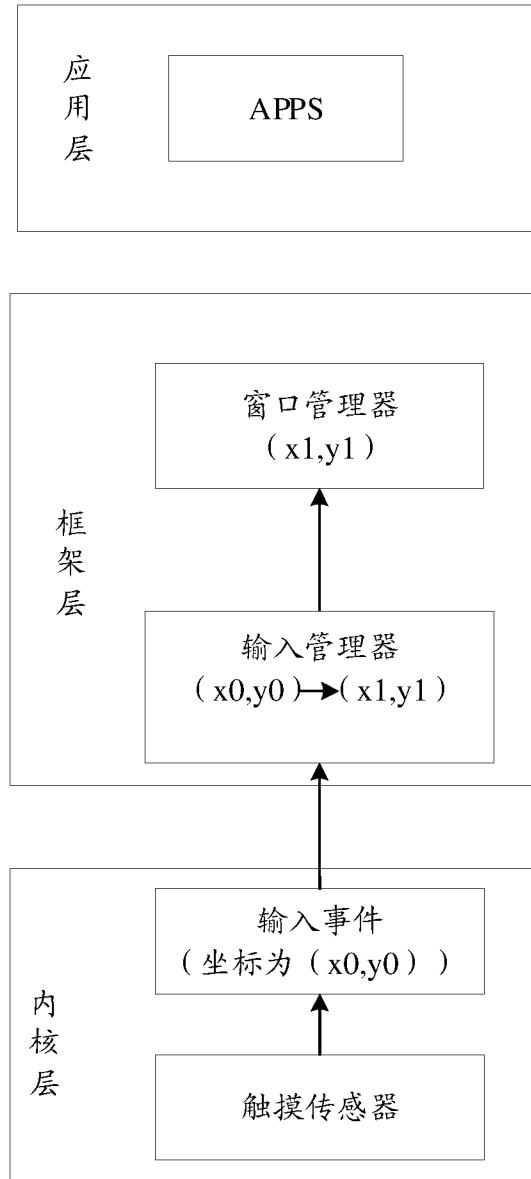 应用层
APPS
框架层
窗口管理器
(x1,y1)
输入管理器
(x0,y0) (x1,y1)
内核层
输入事件
(坐标为(x0,y0))
触摸传感器